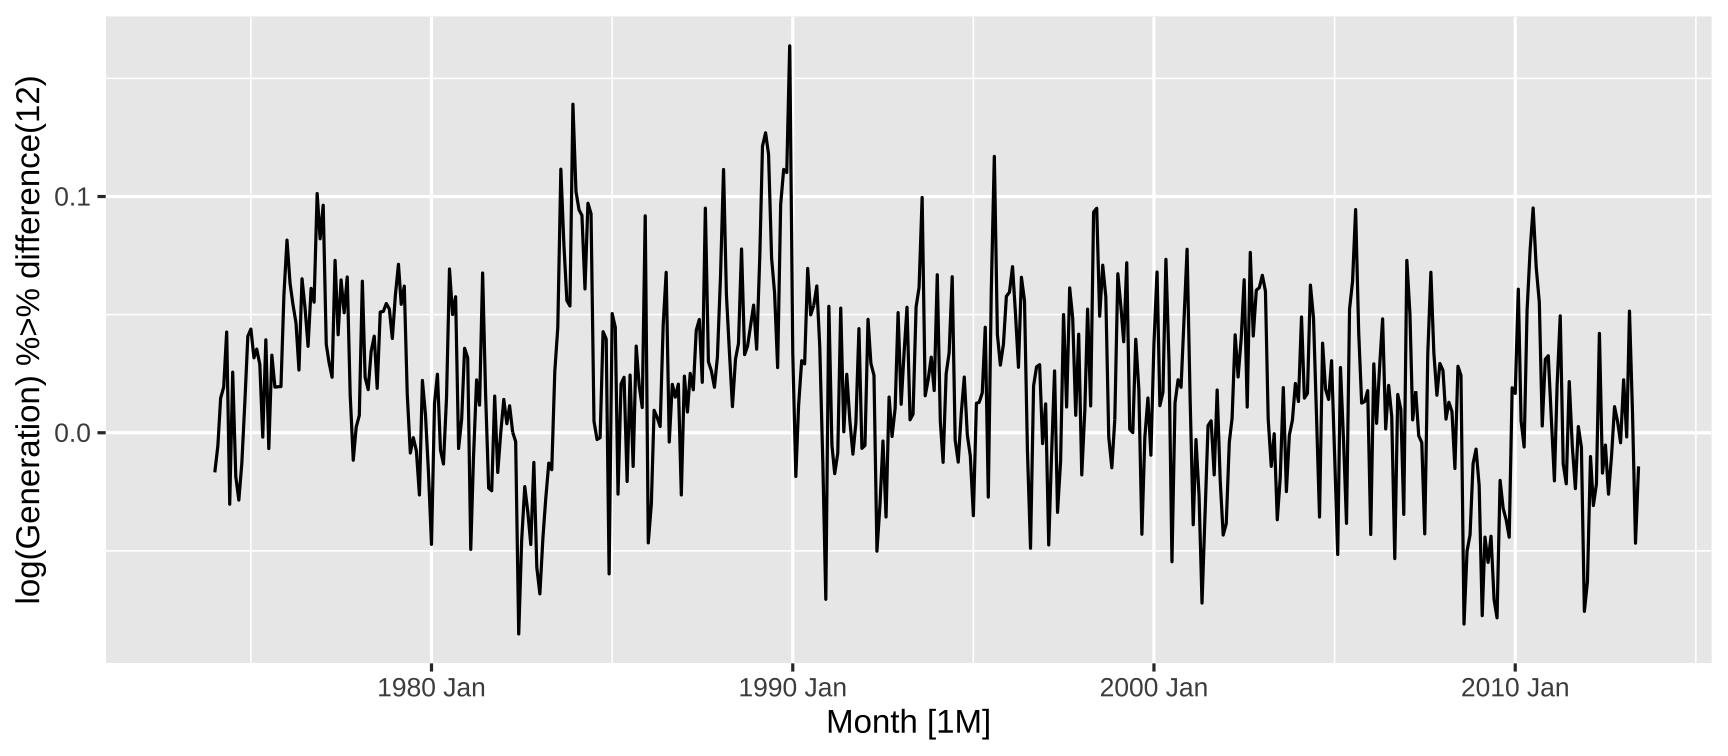 log(Generation) %>% difference(12)
0.1
0.0
1980 Jan
1990 Jan
2000 Jan
2010 Jan
Month [1M]